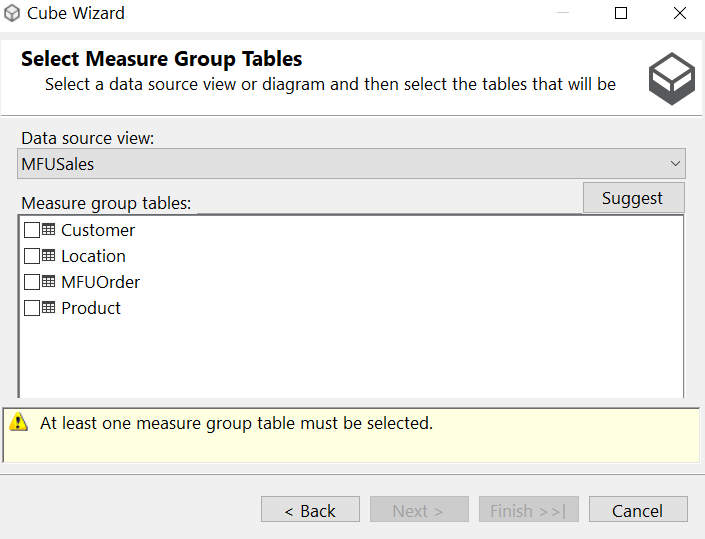 Cube Wizard
Select Measure Group Tables
Select a data source view or diagram and then select the tables that will be
Data source view:
MFUSales
Measure group tables:
Suggest
Customer
Location
MFUOrder
Product
At least one measure group table must be selected.
< Back
Next >
Finish >>|
Cancel